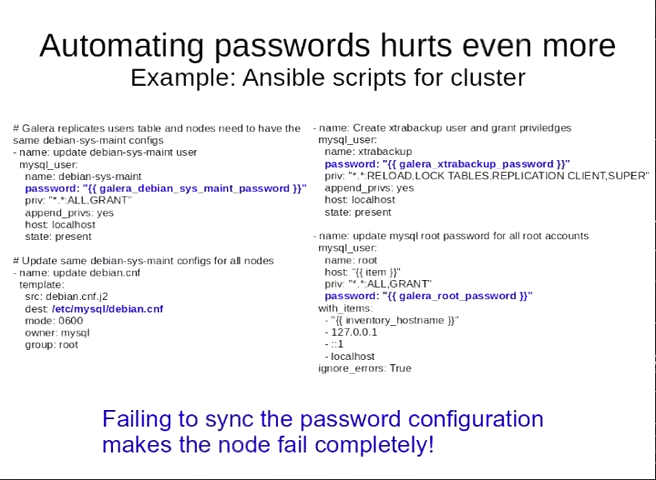 Automating passwords hurts even more
Example: Ansible scripts for cluster
# Galera replicates users table and nodes need to have the
same debian-sys-maint configs
- name: update debian-sys-maint user
mysql_user:
name: debian-sys-maint
password: "{{ galera_debian_sys_maint_password }}"
priv: "*.*:ALL,GRANT"
append_privs: yes
host: localhost
state: present
# Update same debian-sys-maint configs for all nodes
- name: update debian.cnf
template:
src: debian.cnf.j2
dest: /etc/mysql/debian.cnf
mode: 0600
owner: mysql
group: root
- name: Create xtrabackup user and grant priviledges
mysql_user:
name: xtrabackup
password: "{{ galera_xtrabackup_password }}"
priv: "*.*:RELOAD,LOCK TABLES,REPLICATION CLIENT,SUPER"
append_privs: yes
host: localhost
state: present
- name: update mysql root password for all root accounts
mysql_user:
name: root
host: "{{ item }}"
priv: "*.*:ALL,GRANT"
password: "{{ galera_root_password }}"
with_items:
- "{{ inventory_hostname }}"
- 127.0.0.1
- ::1
- localhost
ignore_errors: True
Failing to sync the password configuration
makes the node fail completely!